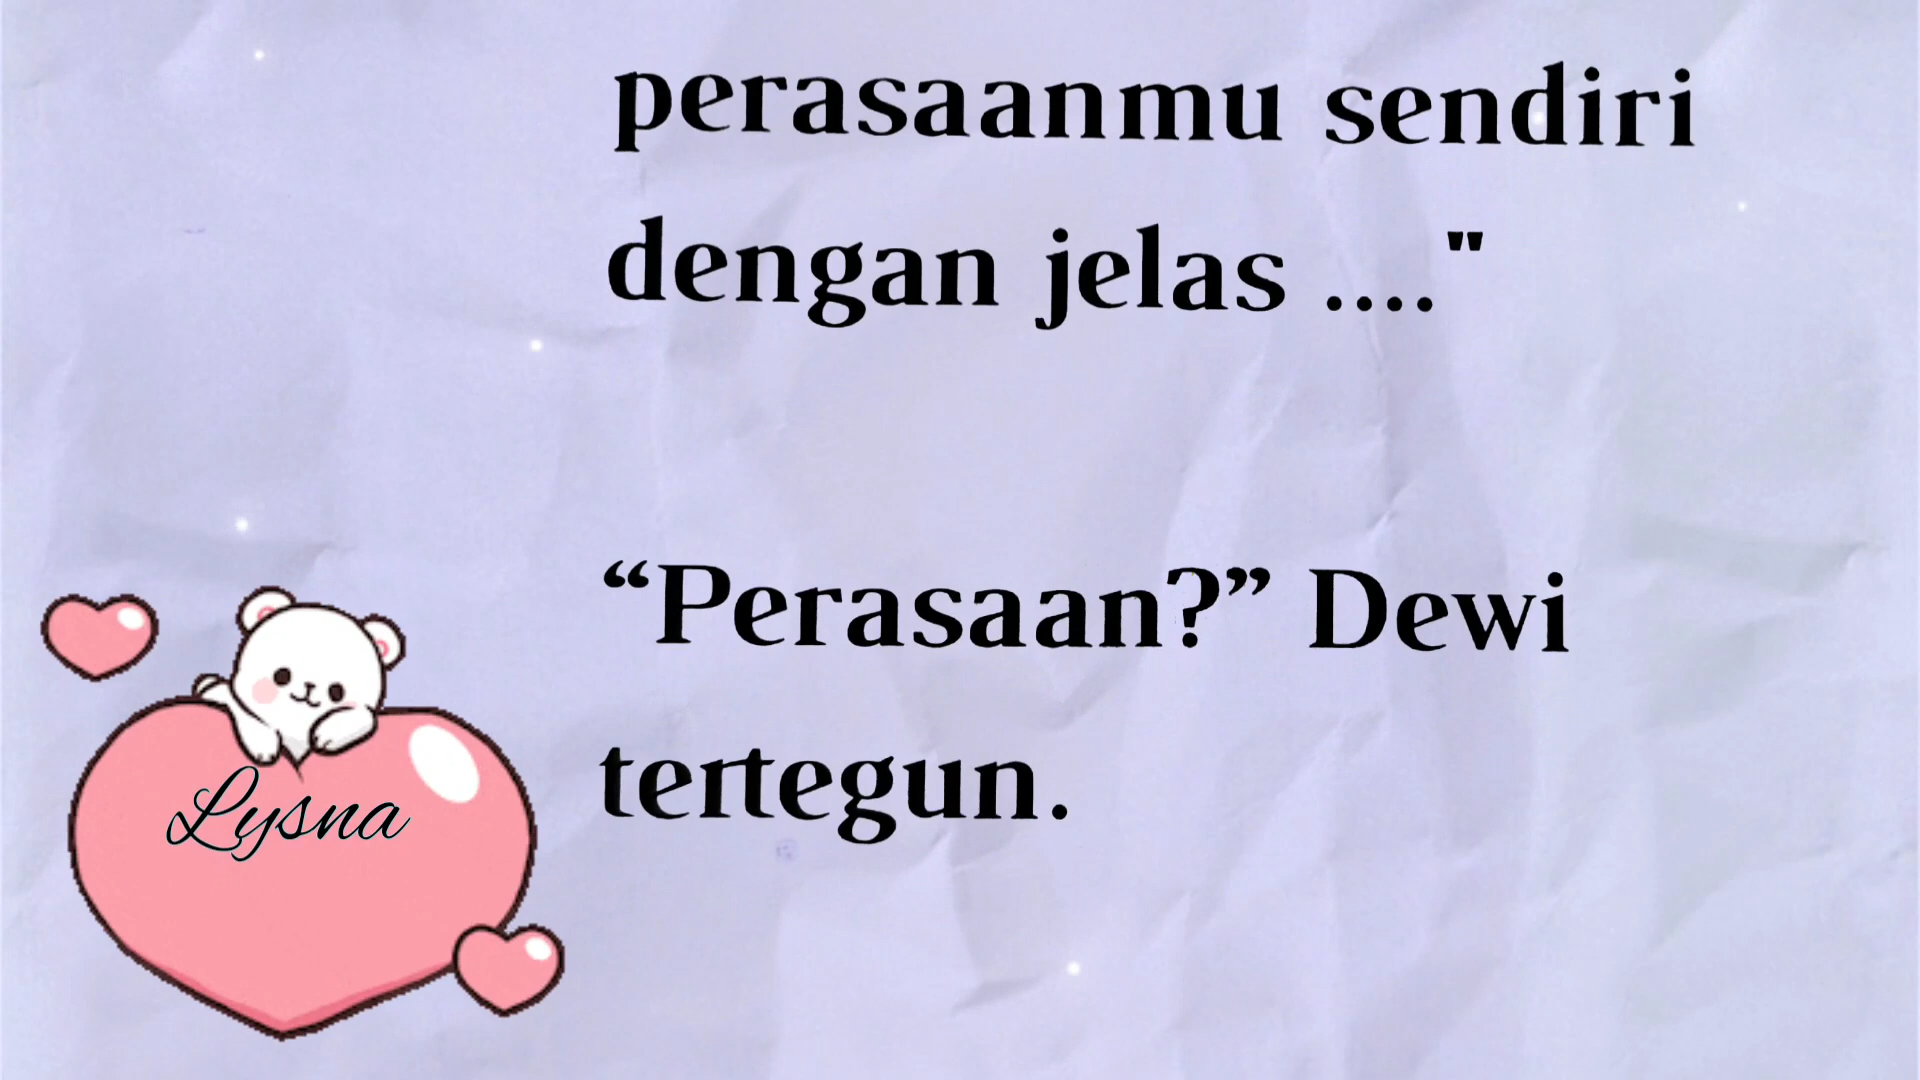 perasaanmu sendiri
dengan jelas ...."
“Perasaan?” Dewi
tertegun.
Lysna